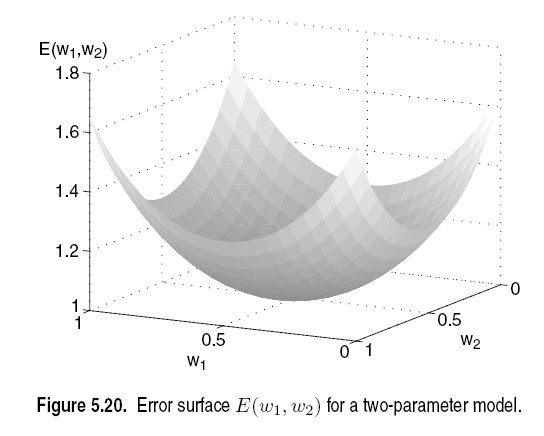 E(w1,w2)
1.8
1.6
1.4
1.2
1
1
0.5
0
w1
1
0.5
0
w2
Figure 5.20. Error surface E(w1, w2) for a two-parameter model.